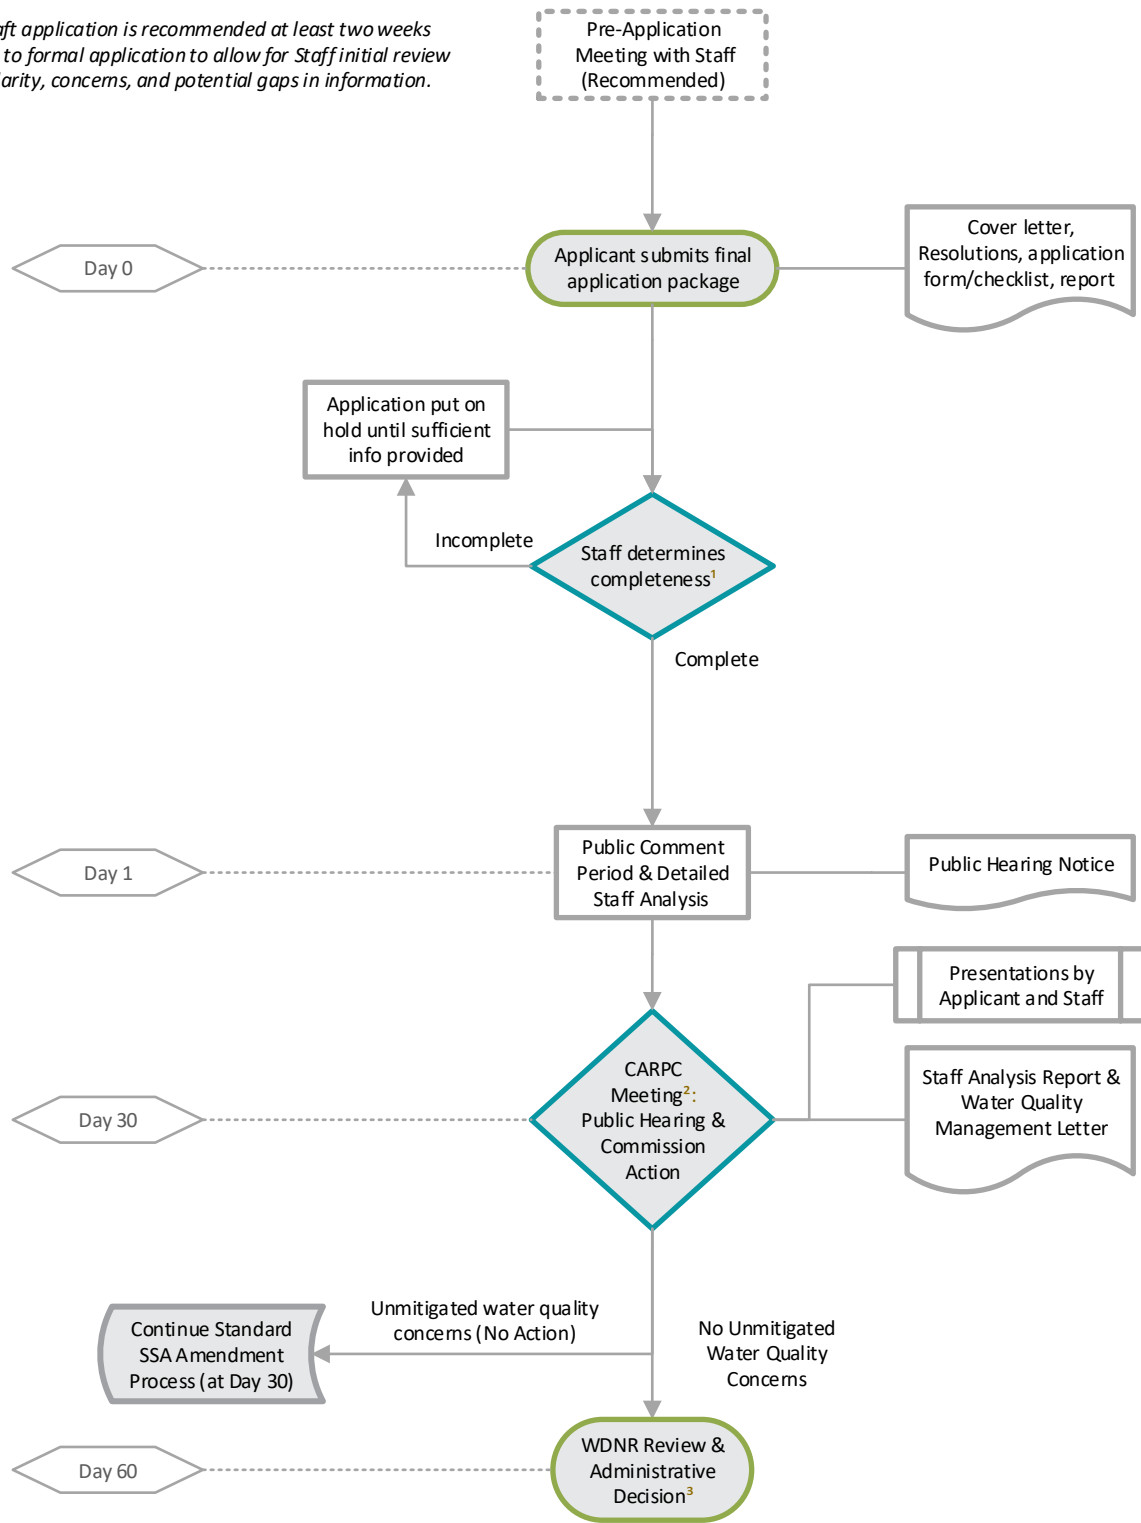 aft application is recommended at least two weeks
to formal application to allow for Staff initial review
larity, concerns, and potential gaps in information.
Pre-Application
Meeting with Staff
(Recommended)
Day 0
Applicant submits final
application package
Cover letter,
Resolutions, application
form/checklist, report
Application put on
hold until sufficient
info provided
Incomplete
Staff determines
completeness¹
Complete
Day 1
Public Comment
Period & Detailed
Staff Analysis
Public Hearing Notice
Presentations by
Applicant and Staff
Day 30
CARPC
Meeting²:
Public Hearing &
Commission
Action
Staff Analysis Report &
Water Quality
Management Letter
Unmitigated water quality
concerns (No Action)
No Unmitigated
Water Quality
Concerns
Continue Standard
SSA Amendment
Process (at Day 30)
Day 60
WDNR Review &
Administrative
Decision³